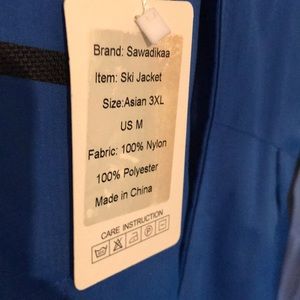 Brand: Sawadikaa
Item: Ski Jacket
Size:Asian 3XL
US M
Fabric: 100% Nylon
100% Polyester
Made in China
CARE INSTRUCTION